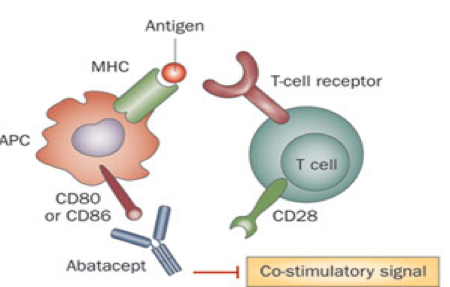 Antigen
MHC
T-cell receptor
APC
T cell
CD80
or CD86
CD28
Abatacept
Co-stimulatory signal